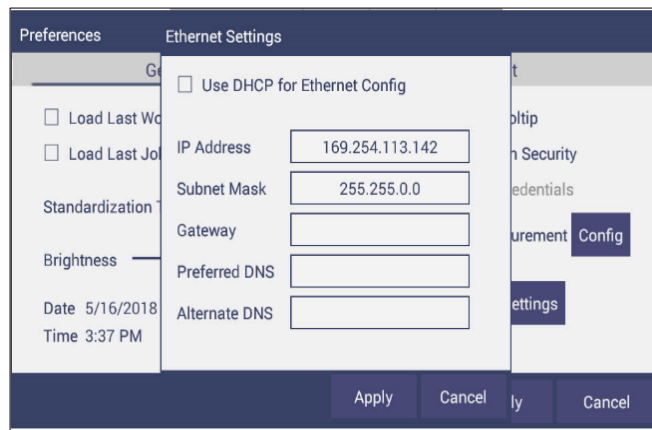 Preferences
Ethernet Settings
Ge
t
Use DHCP for Ethernet Config
Load Last Wo
oltip
Load Last Jol
n Security
IP Address 169.254.113.142
Subnet Mask 255.255.0.0
edentials
Standardization T
Gateway
urement Config
Brightness
Preferred DNS
Date 5/16/2018
Alternate DNS
ettings
Time 3:37 PM
Apply Cancel
ly Cancel